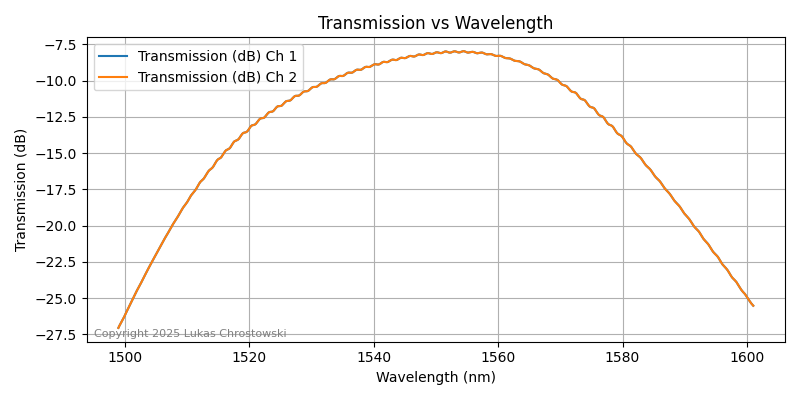 Transmission vs Wavelength
Transmission (dB) Ch 1
Transmission (dB) Ch 2
Transmission (dB)
−7.5
−10.0
−12.5
−15.0
−17.5
−20.0
−22.5
−25.0
−27.5
Copyright 2025 Lukas Chrostowski
1500 1520 1540 1560 1580 1600
Wavelength (nm)